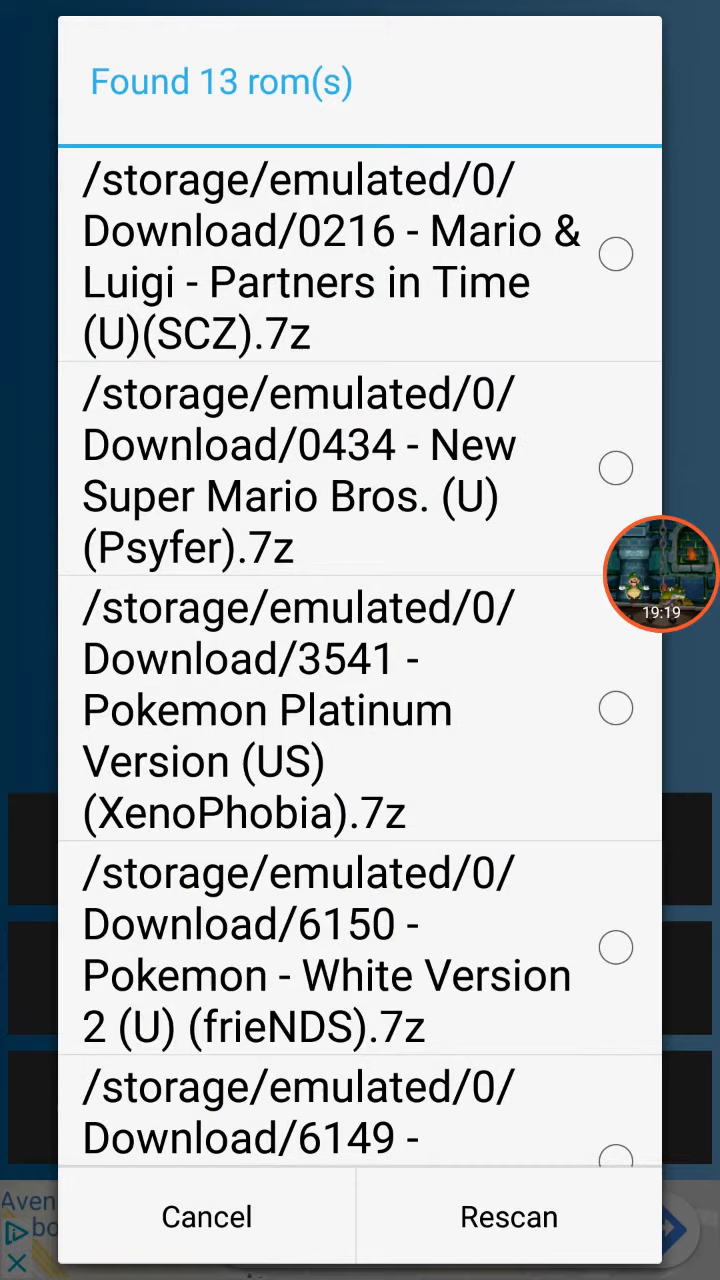 Found 13 rom(s)
/storage/emulated/0/
Download/0216 - Mario &
Luigi - Partners in Time
(U)(SCZ).7z
/storage/emulated/0/
Download/0434 - New
Super Mario Bros. (U)
(Psyfer).7z
19:19
/storage/emulated/0/
Download/3541 -
Pokemon Platinum
Version (US)
(XenoPhobia).7z
/storage/emulated/0/
Download/6150 -
Pokemon - White Version
2 (U) (frieNDS).7z
/storage/emulated/0/
Download/6149 -
Cancel
Rescan
Aven
bo